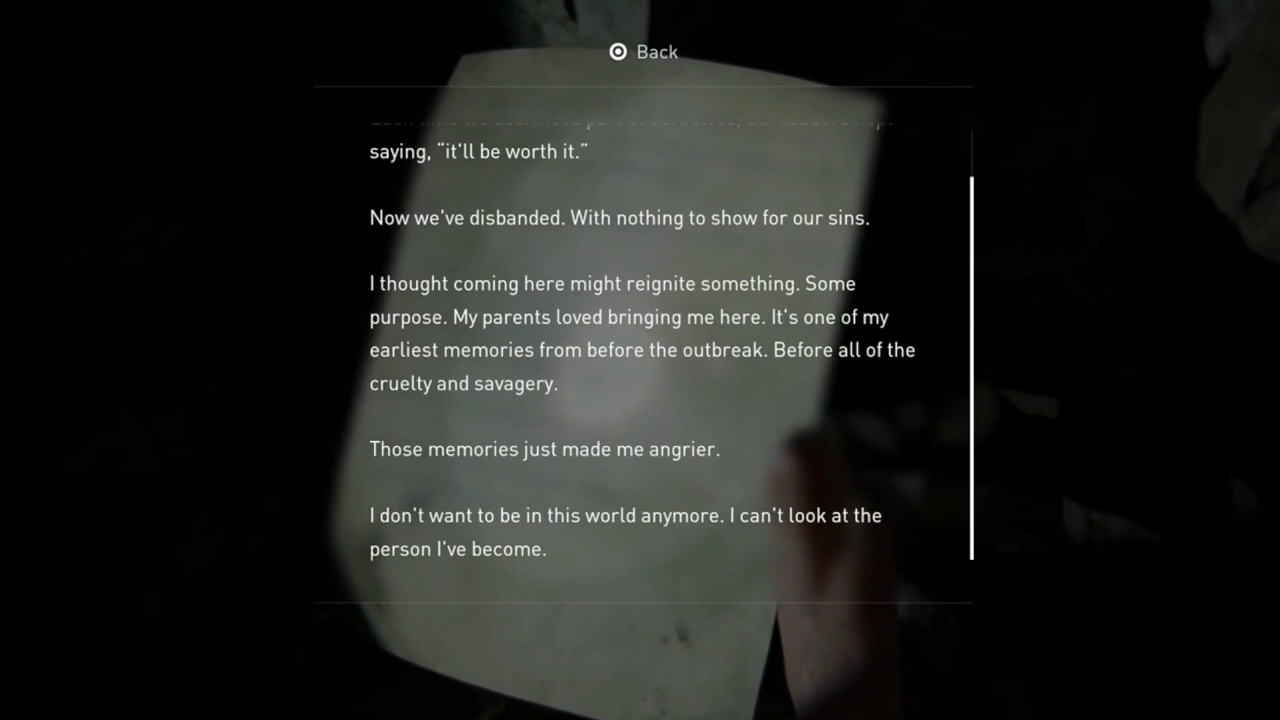 Back
saying, “it'll be worth it.”
Now we've disbanded. With nothing to show for our sins.
I thought coming here might reignite something. Some
purpose. My parents loved bringing me here. It's one of my
earliest memories from before the outbreak. Before all of the
cruelty and savagery.
Those memories just made me angrier.
I don't want to be in this world anymore. I can't look at the
person I've become.